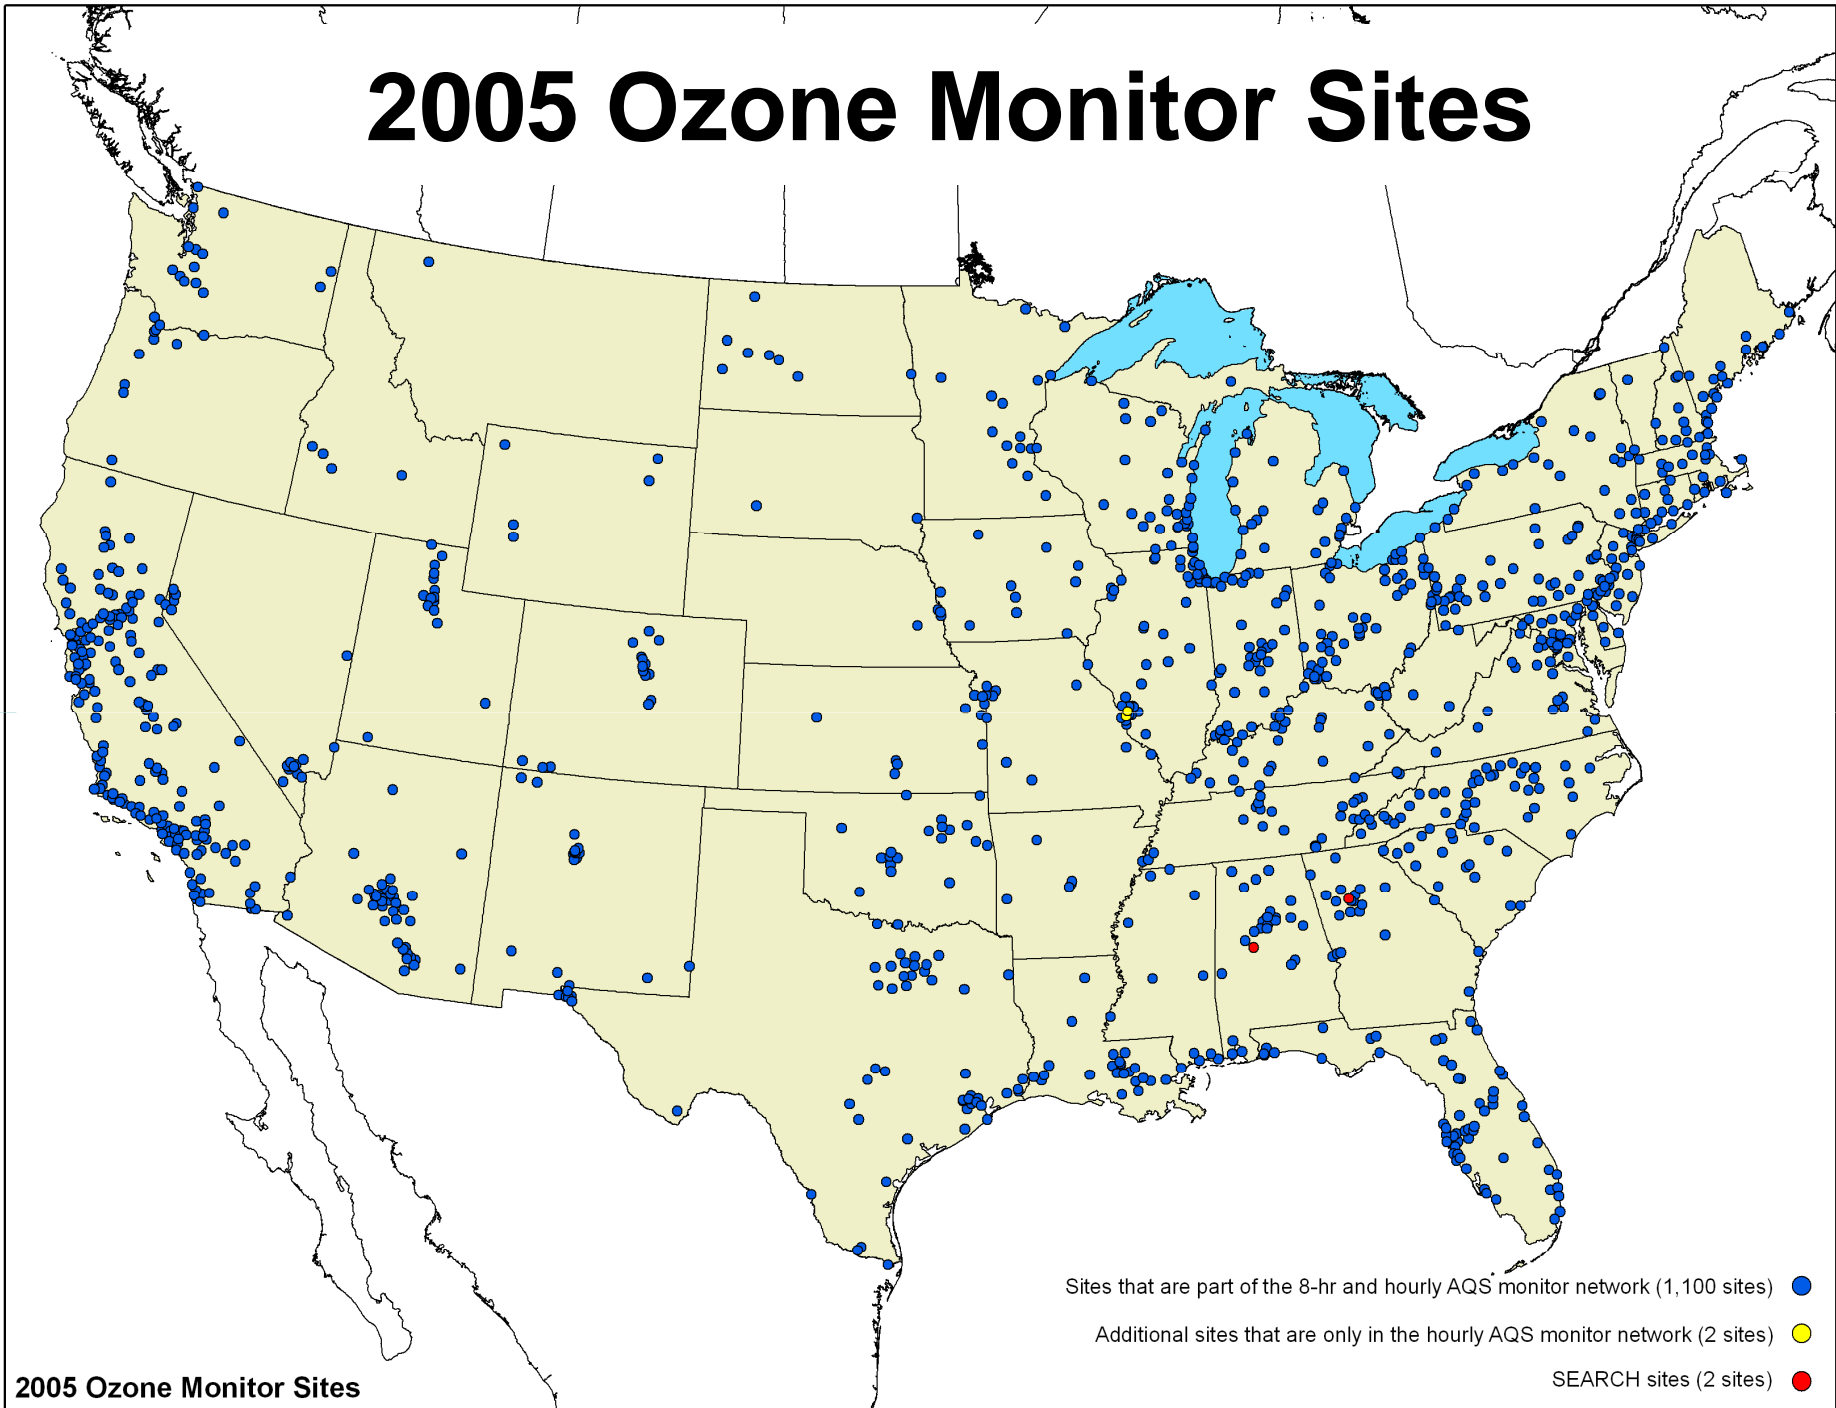 2005 Ozone Monitor Sites
Sites that are part of the 8-hr and hourly AQS monitor network (1,100 sites)
Additional sites that are only in the hourly AQS monitor network (2 sites)
SEARCH sites (2 sites)
2005 Ozone Monitor Sites